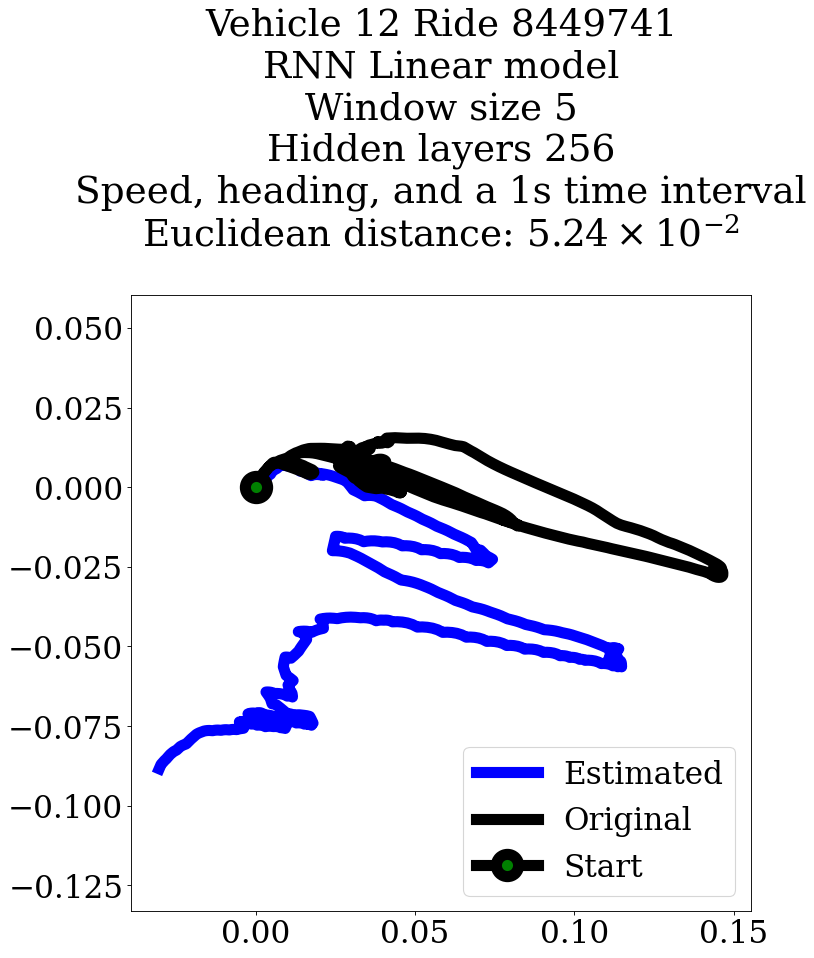 Vehicle 12 Ride 8449741
RNN Linear model
Window size 5
Hidden layers 256
Speed, heading, and a 1s time interval
Euclidean distance: 5.24 × 10⁻²
0.050
0.025
0.000
−0.025
−0.050
−0.075
−0.100
−0.125
Estimated
Original
Start
0.00 0.05 0.10 0.15